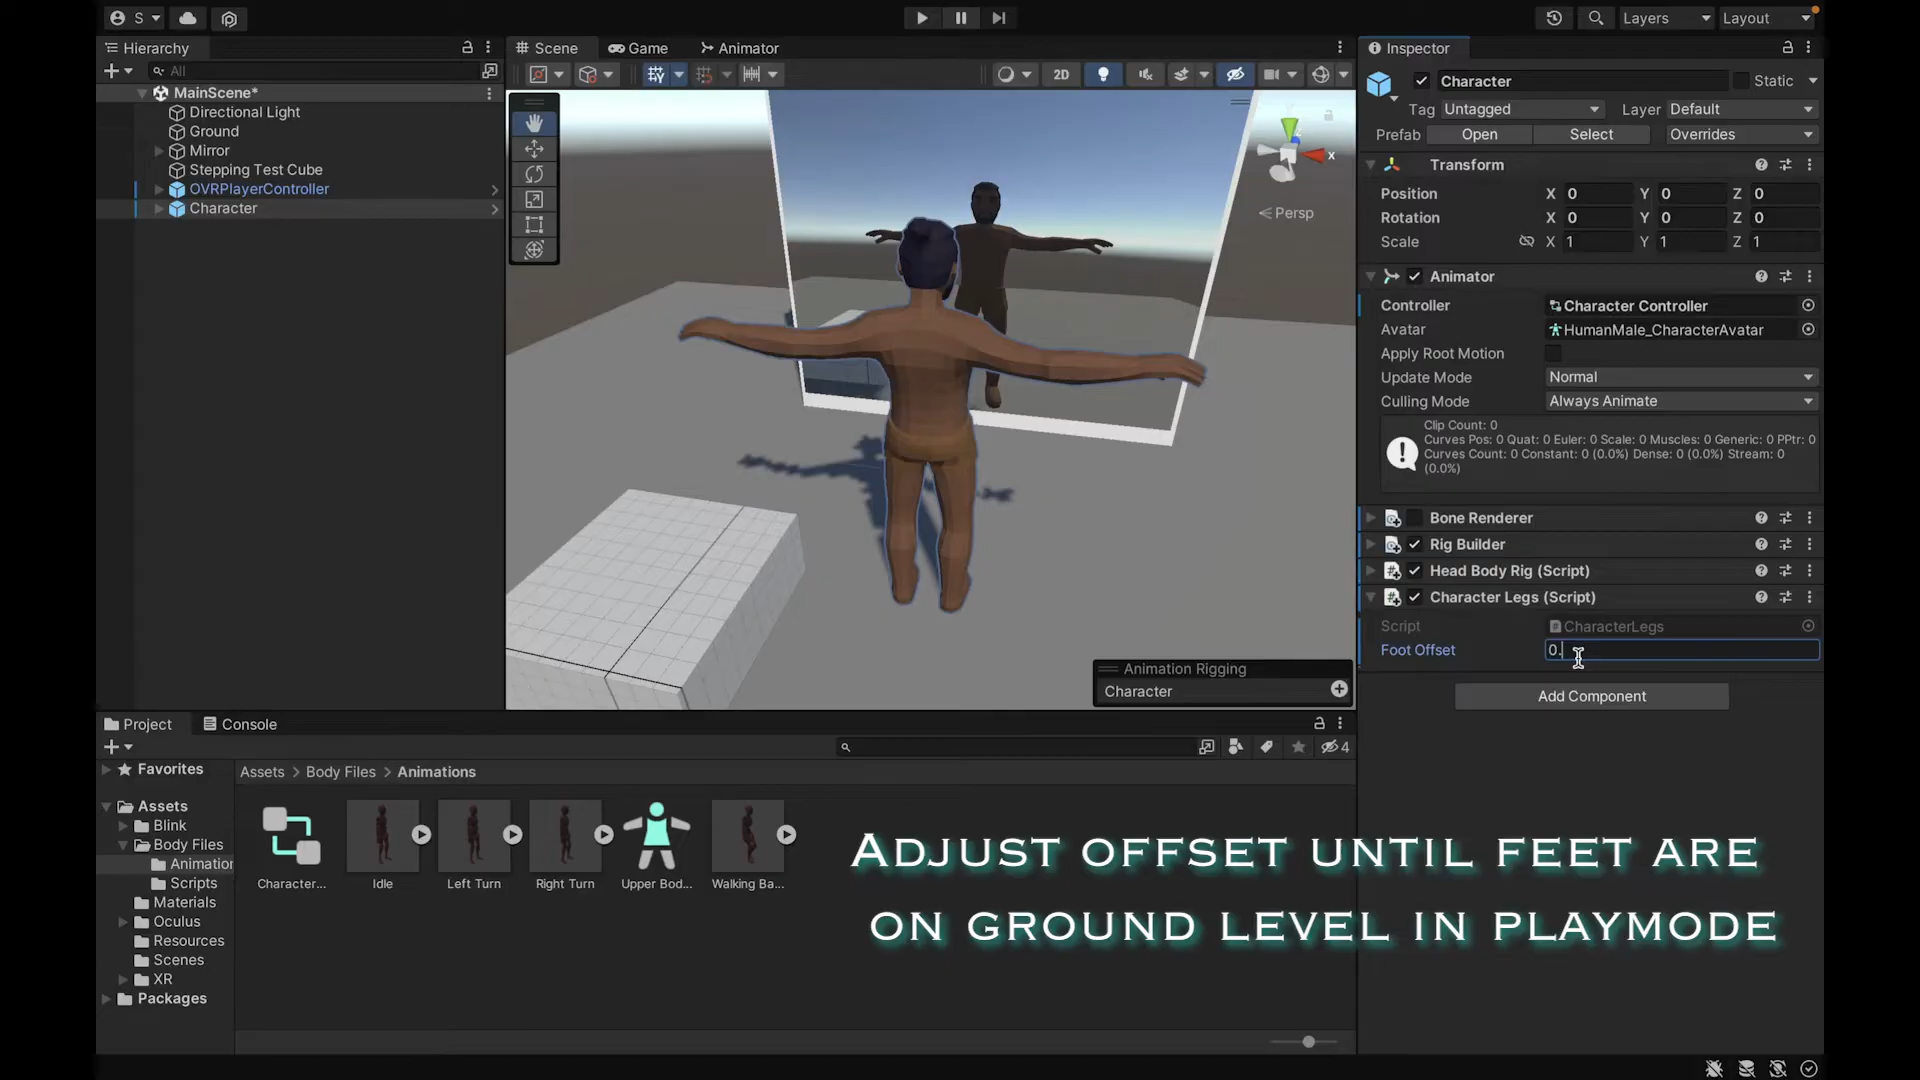 S
Layers
Layout
Hierarchy
All
MainScene*
Directional Light
Ground
Mirror
Stepping Test Cube
OVRPlayerController
Character
Scene
Game
Animator
2D
x
Persp
Animation Rigging
Character
Inspector
Character
Static
Tag Untagged
Layer Default
Prefab Open Select Overrides
Transform
Position X 0 Y 0 Z 0
Rotation X 0 Y 0 Z 0
Scale X 1 Y 1 Z 1
Animator
Controller Character Controller
Avatar HumanMale_CharacterAvatar
Apply Root Motion
Update Mode Normal
Culling Mode Always Animate
Clip Count: 0
Curves Pos: 0 Quat: 0 Euler: 0 Scale: 0 Muscles: 0 Generic: 0 PPtr: 0
Curves Count: 0 Constant: 0 (0.0%) Dense: 0 (0.0%) Stream: 0
(0.0%)
Bone Renderer
Rig Builder
Head Body Rig (Script)
Character Legs (Script)
Script CharacterLegs
Foot Offset 0.
Add Component
Project
Console
4
Favorites
Assets
Blink
Body Files
Animation
Scripts
Materials
Oculus
Resources
Scenes
XR
Packages
Assets > Body Files > Animations
Character...
Idle
Left Turn
Right Turn
Upper Bod...
Walking Ba...
ADJUST OFFSET UNTIL FEET ARE
ON GROUND LEVEL IN PLAYMODE